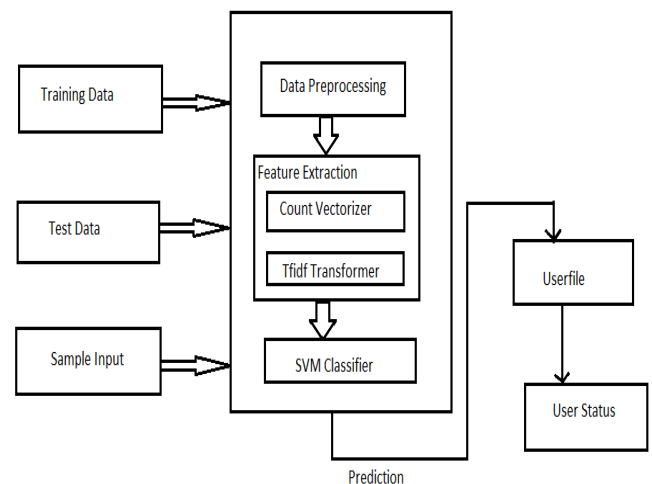 Training Data
Data Preprocessing
Feature Extraction
Count Vectorizer
Test Data
Tfidf Transformer
Userfile
Sample Input
SVM Classifier
User Status
Prediction